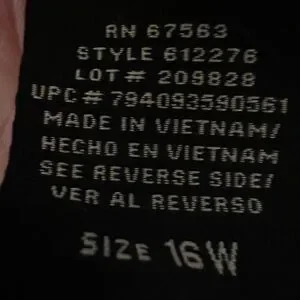 RN 67563
STYLE 612276
LOT# 209828
UPC# 794093590561
MADE IN VIETNAM/
HECHO EN VIETNAM
SEE REVERSE SIDE/
VER AL REVERSO
SIZE 16W